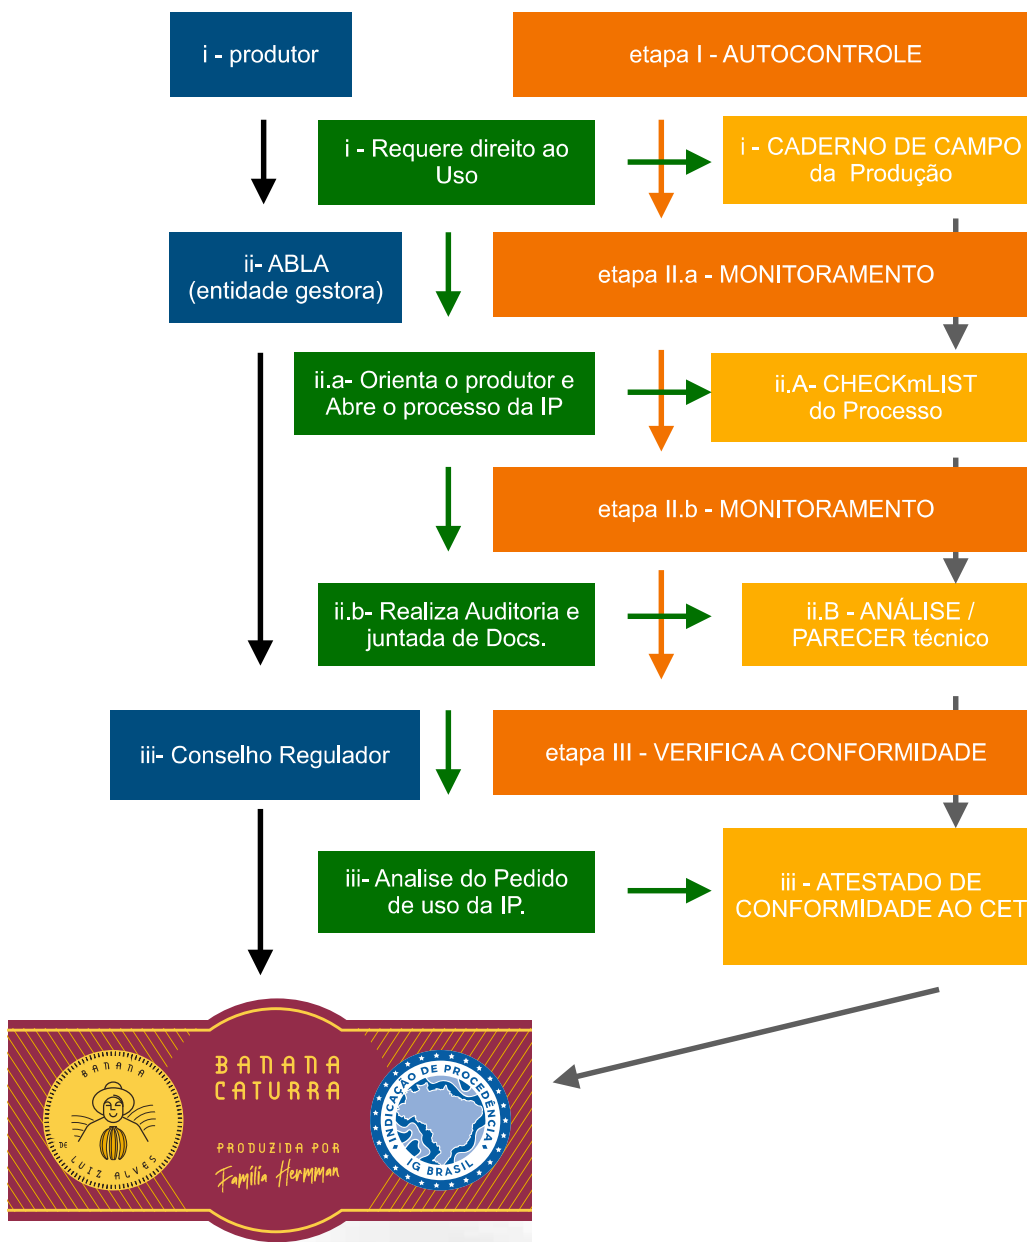 i - produtor
etapa I - AUTOCONTROLE
i - Requere direito ao
Uso
i - CADERNO DE CAMPO
da Produção
ii- ABLA
(entidade gestora)
etapa II.a - MONITORAMENTO
ii.a- Orienta o produtor e
Abre o processo da IP
ii.A- CHECKmLIST
do Processo
etapa II.b - MONITORAMENTO
ii.b- Realiza Auditoria e
juntada de Docs.
ii.B - ANÁLISE /
PARECER técnico
iii- Conselho Regulador
etapa III - VERIFICA A CONFORMIDADE
iii- Analise do Pedido
de uso da IP.
iii - ATESTADO DE
CONFORMIDADE AO CET
BANANA
DE LUIZ ALVES
BANANA
CATURRA
PRODUZIDA POR
Família Hermman
INDICAÇÃO DE PROCEDÊNCIA
IG BRASIL